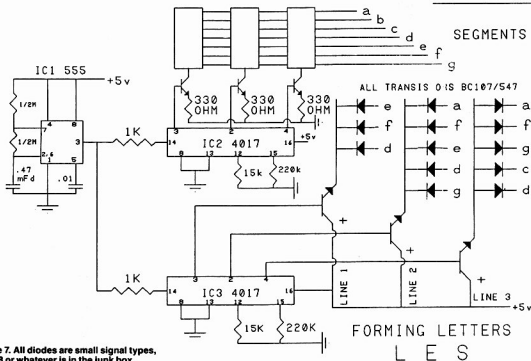 a
b
c
d
e
f
g
SEGMENTS
IC1 555
+5v
1/2M
1/2M
4
8
7
3
2,6
1
5
.47
mFd
.01
330
OHM
330
OHM
330
OHM
1K
3
2
4
14
IC2 4017
16
+5v
8
13
12
15
15k
220k
ALL TRANSISTORS BC107/547
e
f
d
a
f
e
d
g
a
f
g
c
d
+
+
+
LINE 1
LINE 2
LINE 3
+5v
1K
3
2
4
14
IC3 4017
16
8
13
12
15
15K
220K
FORMING LETTERS
L E S
e 7. All diodes are small signal types,
or whatever is in the junk box